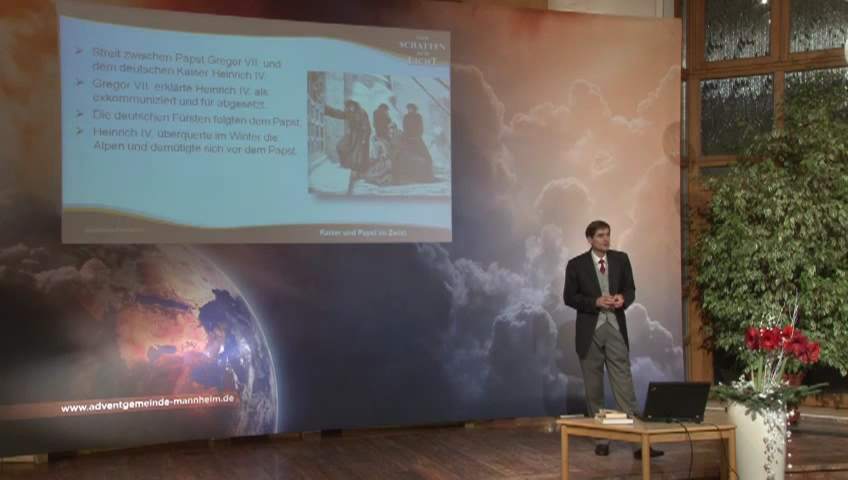 VOM
SCHATTEN
ZUM
LICHT
Streit zwischen Papst Gregor VII. und
dem deutschen Kaiser Heinrich IV.
Gregor VII. erklärte Heinrich IV. als
exkommuniziert und für abgesetzt.
Die deutschen Fürsten folgten dem Papst.
Heinrich IV. überquerte im Winter die
Alpen und demütigte sich vor dem Papst.
Kaiser und Papst im Zwist
www.adventgemeinde-mannheim.de